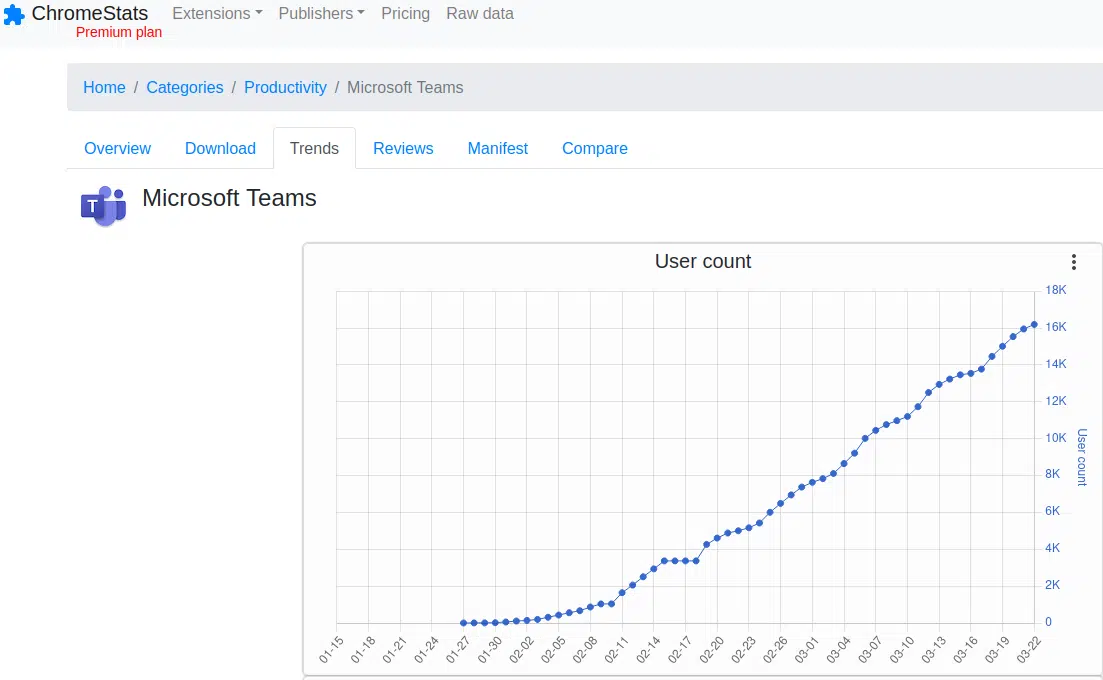 ChromeStats Extensions Publishers Pricing Raw data
Premium plan
Home / Categories / Productivity / Microsoft Teams
Overview Download Trends Reviews Manifest Compare
T Microsoft Teams
User count
18K
16K
14K
12K
10K
8K
6K
4K
2K
0
User count
01-15 01-18 01-21 01-24 01-27 01-30 02-02 02-05 02-08 02-11 02-14 02-17 02-20 02-23 02-26 03-01 03-04 03-07 03-10 03-13 03-16 03-19 03-22